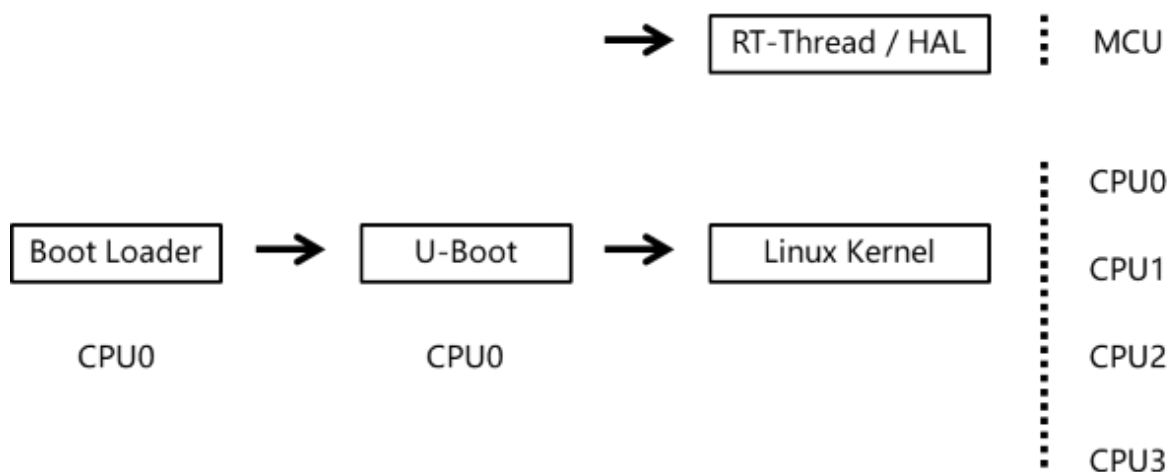 RT-Thread / HAL MCU
CPU0
Boot Loader U-Boot Linux Kernel
CPU1
CPU0 CPU0 CPU2
CPU3